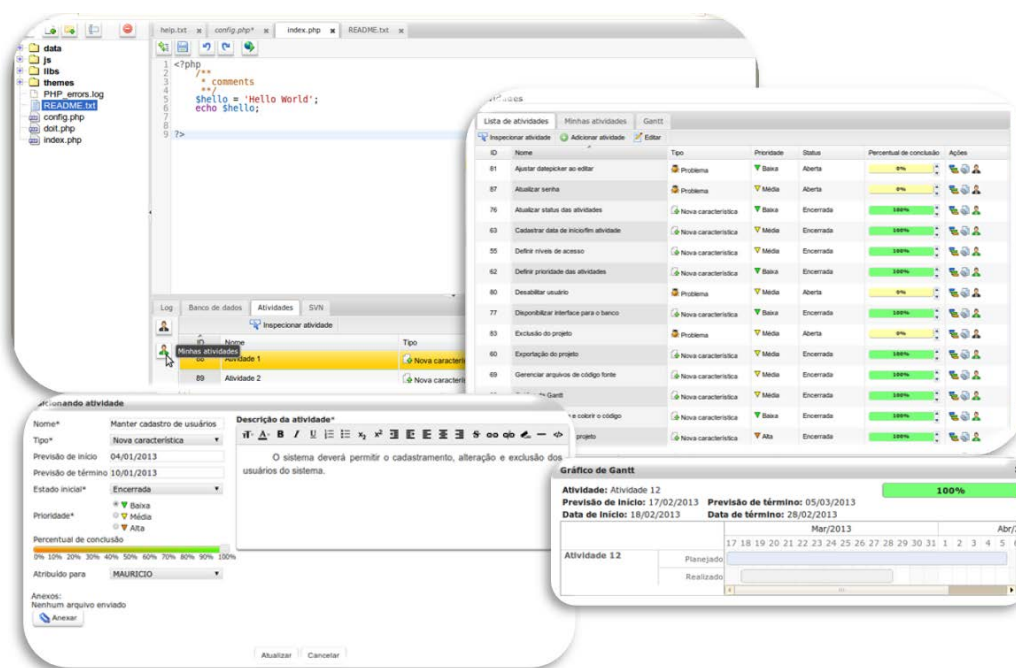 help.txt config.php* index.php README.txt
data
js
libs
themes
PHP_errors.log
README.txt
config.php
doit.php
index.php
1 <?php
2 /**
3 * comments
4 **/
5 $hello = 'Hello World';
6 echo $hello;
7
8
9 ?>
Log Banco de dados Atividades SVN
Inspecionar atividade
ID Nome Tipo
Minhas atividades
88 Atividade 1 Nova caracterí
89 Atividade 2 Nova caracterí
Lista de atividades Minhas atividades Gantt
Inspecionar atividade Adicionar atividade Editar
ID Nome Tipo Prioridade Status Percentual de conclusão Ações
81 Ajustar datepicker ao editar Problema Baixa Aberta 0%
87 Atualizar senha Problema Média Aberta 0%
76 Atualizar status das atividades Nova característica Baixa Encerrada 100%
63 Cadastrar data de início/fim atividade Nova característica Média Encerrada 100%
55 Definir níveis de acesso Nova característica Média Encerrada 100%
62 Definir prioridade das atividades Nova característica Baixa Encerrada 100%
80 Desabilitar usuário Problema Média Aberta 0%
77 Disponibilizar interface para o banco Nova característica Baixa Encerrada 100%
83 Exclusão do projeto Problema Média Aberta 0%
60 Exportação do projeto Nova característica Média Encerrada 100%
69 Gerenciar arquivos de código fonte Nova característica Média Encerrada 100%
Gantt Nova característica Média Encerrada 100%
e colorir o código Nova característica Baixa Encerrada 100%
projeto Nova característica Alta Encerrada 100%
icionando atividade
Nome* Manter cadastro de usuários
Tipo* Nova característica
Previsão de início 04/01/2013
Previsão de término 10/01/2013
Estado inicial* Encerrada
Prioridade*
Baixa
Média
Alta
Percentual de conclusão
0% 10% 20% 30% 40% 50% 60% 70% 80% 90% 100%
Atribuído para MAURICIO
Anexos:
Nenhum arquivo enviado
Anexar
Descrição da atividade*
O sistema deverá permitir o cadastramento, alteração e exclusão dos
usuários do sistema.
Atualizar Cancelar
Gráfico de Gantt
Atividade: Atividade 12 100%
Previsão de início: 17/02/2013 Previsão de término: 05/03/2013
Data de início: 18/02/2013 Data de término: 28/02/2013
Mar/2013 Abr/
17 18 19 20 21 22 23 24 25 26 27 28 29 30 31 1 2 3 4 5 6
Atividade 12 Planejado
Realizado